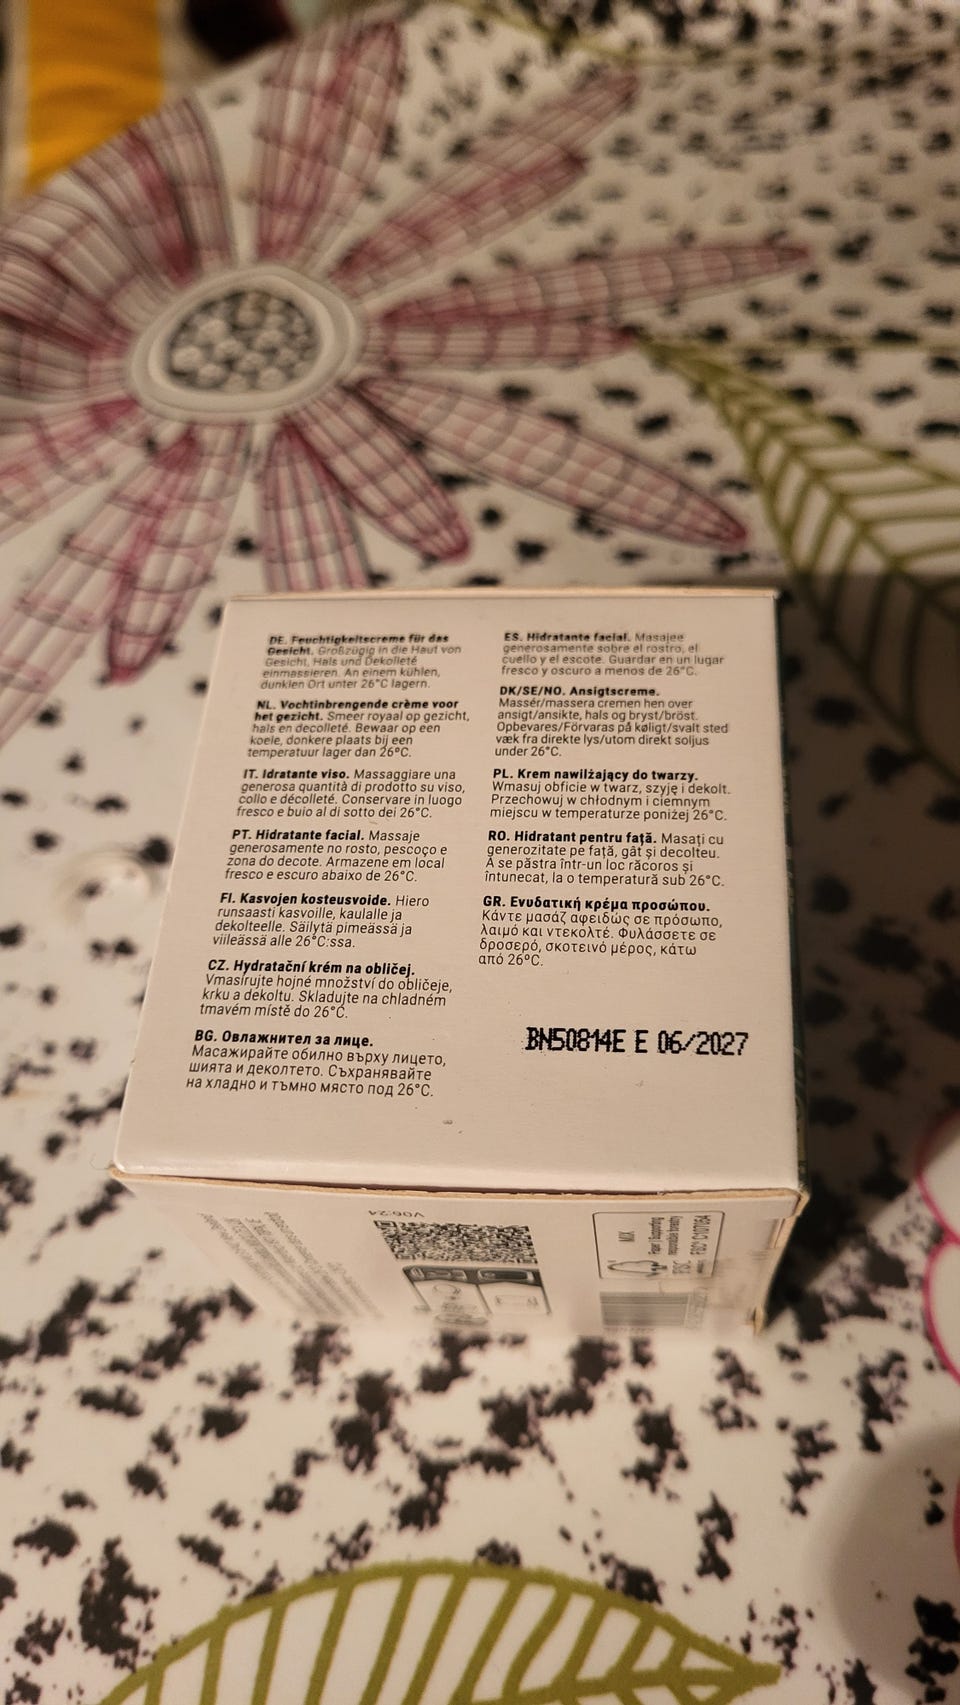 DE. Feuchtigkeitscreme für das
Gesicht. Großzügig in die Haut von
Gesicht, Hals und Dekolleté
einmassieren. An einem kühlen,
dunklen Ort unter 26°C lagern.
NL. Vochtinbrengende crème voor
het gezicht. Smeer royaal op gezicht,
hals en decolleté. Bewaar op een
koele, donkere plaats bij een
temperatuur lager dan 26°C.
IT. Idratante viso. Massaggiare una
generosa quantità di prodotto su viso,
collo e décolleté. Conservare in luogo
fresco e buio al di sotto dei 26°C.
PT. Hidratante facial. Massaje
generosamente no rosto, pescoço e
zona do decote. Armazene em local
fresco e escuro abaixo de 26°C.
FI. Kasvojen kosteusvoide. Hiero
runsaasti kasvoille, kaulalle ja
dekolteelle. Säilytä pimeässä ja
viileässä alle 26°C:ssa.
CZ. Hydratační krém na obličej.
Vmasírujte hojné množství do obličeje,
krku a dekoltu. Skladujte na chladném
tmavém místě do 26°C.
BG. Овлажнител за лице.
Масажирайте обилно върху лицето,
шията и деколтето. Съхранявайте
на хладно и тъмно място под 26°C.
ES. Hidratante facial. Masajee
generosamente sobre el rostro, el
cuello y el escote. Guardar en un lugar
fresco y oscuro a menos de 26°C.
DK/SE/NO. Ansigtscreme.
Massér/massera cremen hen over
ansigt/ansikte, hals og bryst/bröst.
Opbevares/Förvaras på køligt/svalt sted
væk fra direkte lys/utom direkt soljus
under 26°C.
PL. Krem nawilżający do twarzy.
Wmasuj obficie w twarz, szyję i dekolt.
Przechowuj w chłodnym i ciemnym
miejscu w temperaturze poniżej 26°C.
RO. Hidratant pentru față. Masați cu
generozitate pe față, gât și decolteu.
A se păstra într-un loc răcoros și
întunecat, la o temperatură sub 26°C.
GR. Ενυδατική κρέμα προσώπου.
Κάντε μασάζ αφειδώς σε πρόσωπο,
λαιμό και ντεκολτέ. Φυλάσσετε σε
δροσερό, σκοτεινό μέρος, κάτω
από 26°C.
BN50814E E 06/2027
V06:24
MIX
Paper | Supporting
responsible forestry
FSC